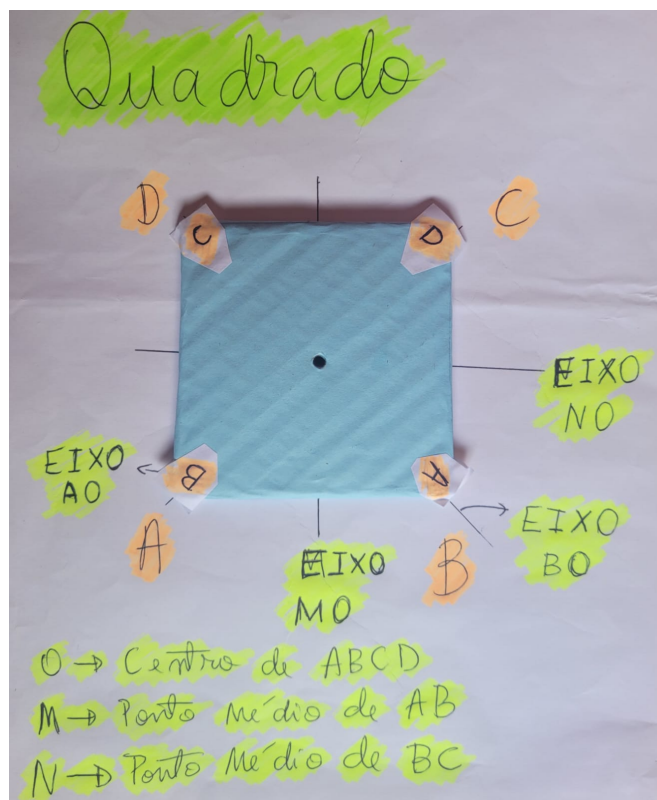 Quadrado
D
C
C
D
EIXO
NO
EIXO
AO
B
A
A
EIXO
MO
B
EIXO
BO
O → Centro de ABCD
M → Ponto Médio de AB
N → Ponto Médio de BC